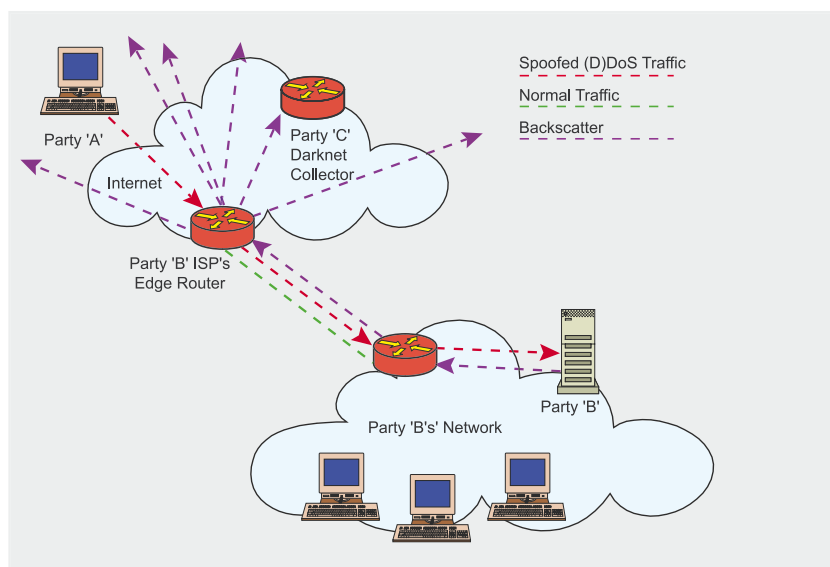 Spoofed (D)DoS Traffic
Normal Traffic
Backscatter
Party 'A'
Party 'C'
Darknet
Collector
Internet
Party 'B' ISP's
Edge Router
Party 'B'
Party 'B's' Network